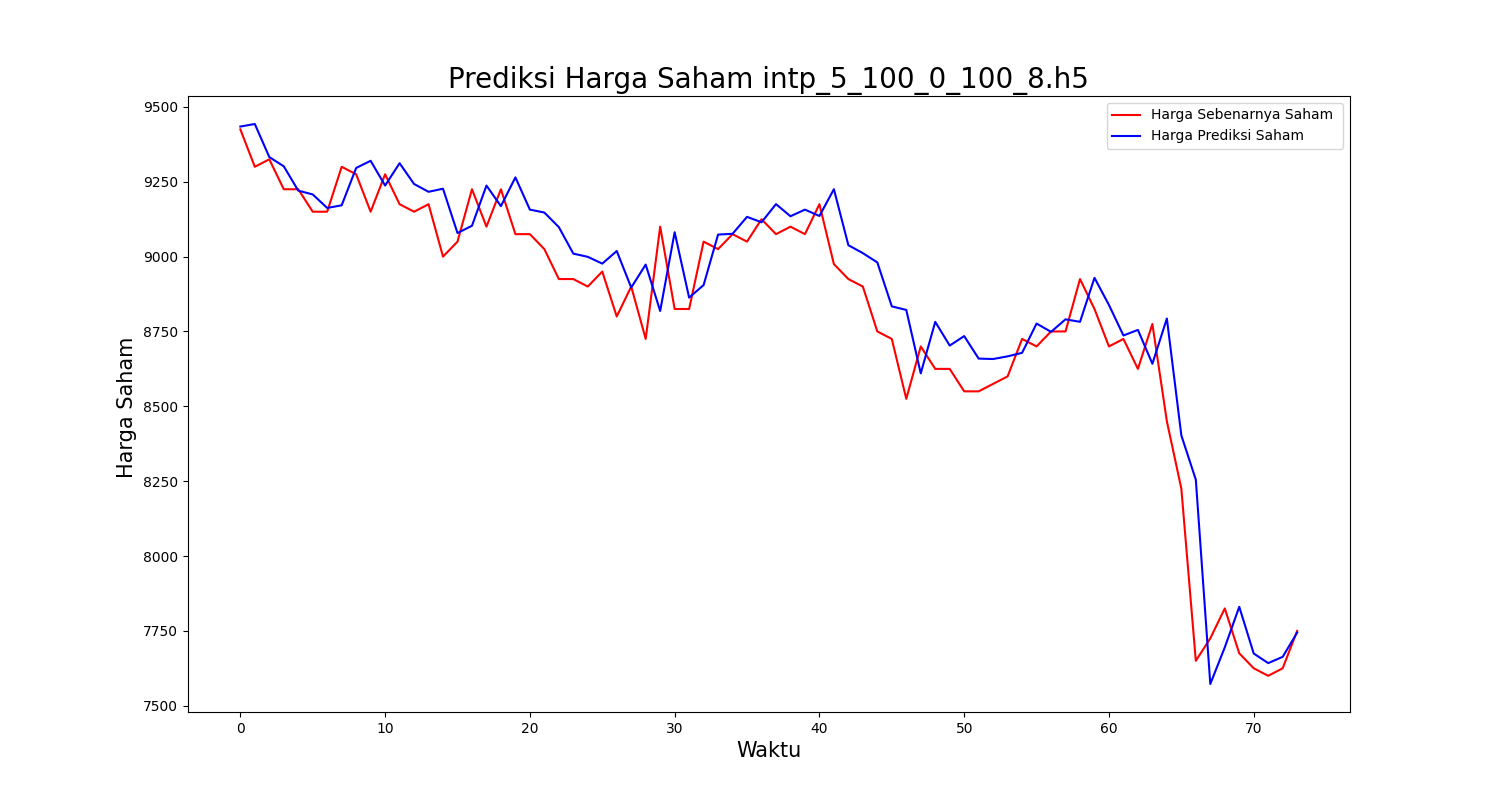 Prediksi Harga Saham intp_5_100_0_100_8.h5
Harga Sebenarnya Saham
Harga Prediksi Saham
Harga Saham
9500
9250
9000
8750
8500
8250
8000
7750
7500
0 10 20 30 40 50 60 70
Waktu